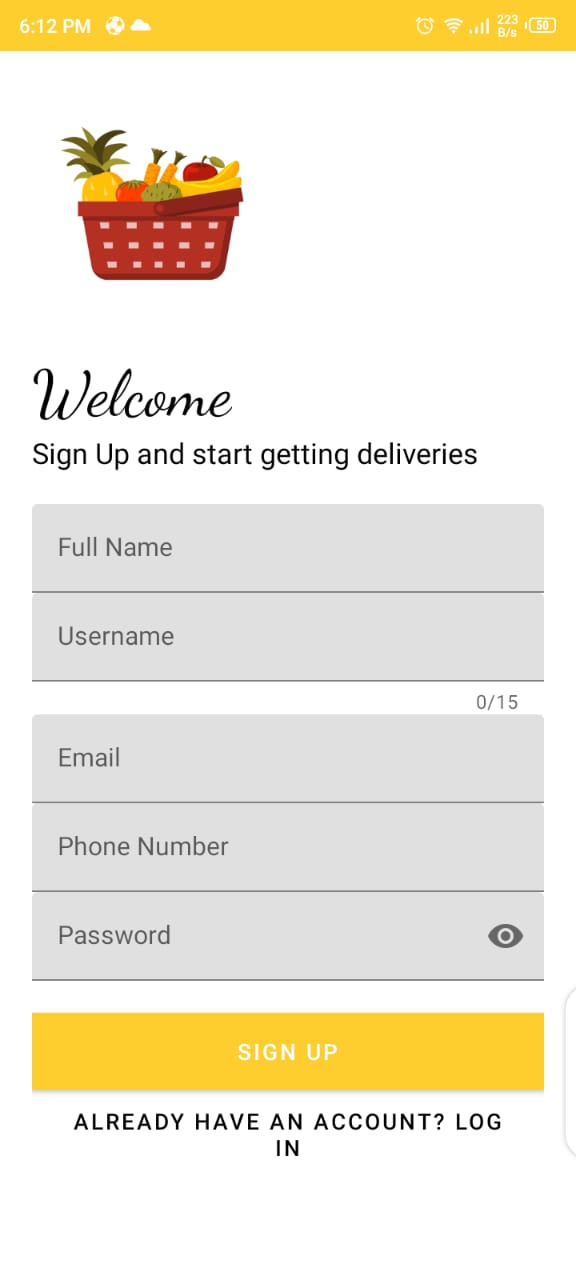 6:12 PM 223 B/s 50
Welcome
Sign Up and start getting deliveries
Full Name
Username
0/15
Email
Phone Number
Password
SIGN UP
ALREADY HAVE AN ACCOUNT? LOG
IN